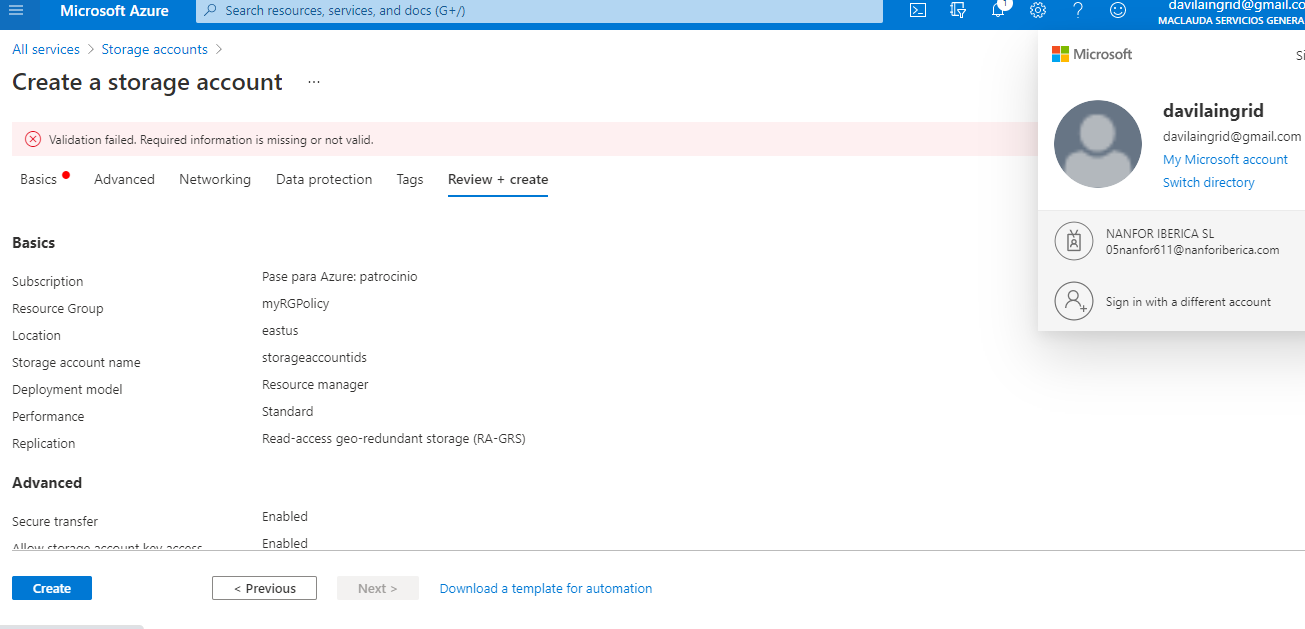 Microsoft Azure
Search resources, services, and docs (G+/)
1
davilaingrid@gmail.co
MACLAUDA SERVICIOS GENERA
All services > Storage accounts >
Create a storage account ...
Validation failed. Required information is missing or not valid.
Basics Advanced Networking Data protection Tags Review + create
Basics
Subscription Pase para Azure: patrocinio
Resource Group myRGPolicy
Location eastus
Storage account name storageaccountids
Deployment model Resource manager
Performance Standard
Replication Read-access geo-redundant storage (RA-GRS)
Advanced
Secure transfer Enabled
Allow storage account key access Enabled
Create < Previous Next > Download a template for automation
Microsoft Si
davilaingrid
davilaingrid@gmail.com
My Microsoft account
Switch directory
NANFOR IBERICA SL
05nanfor611@nanforiberica.com
Sign in with a different account